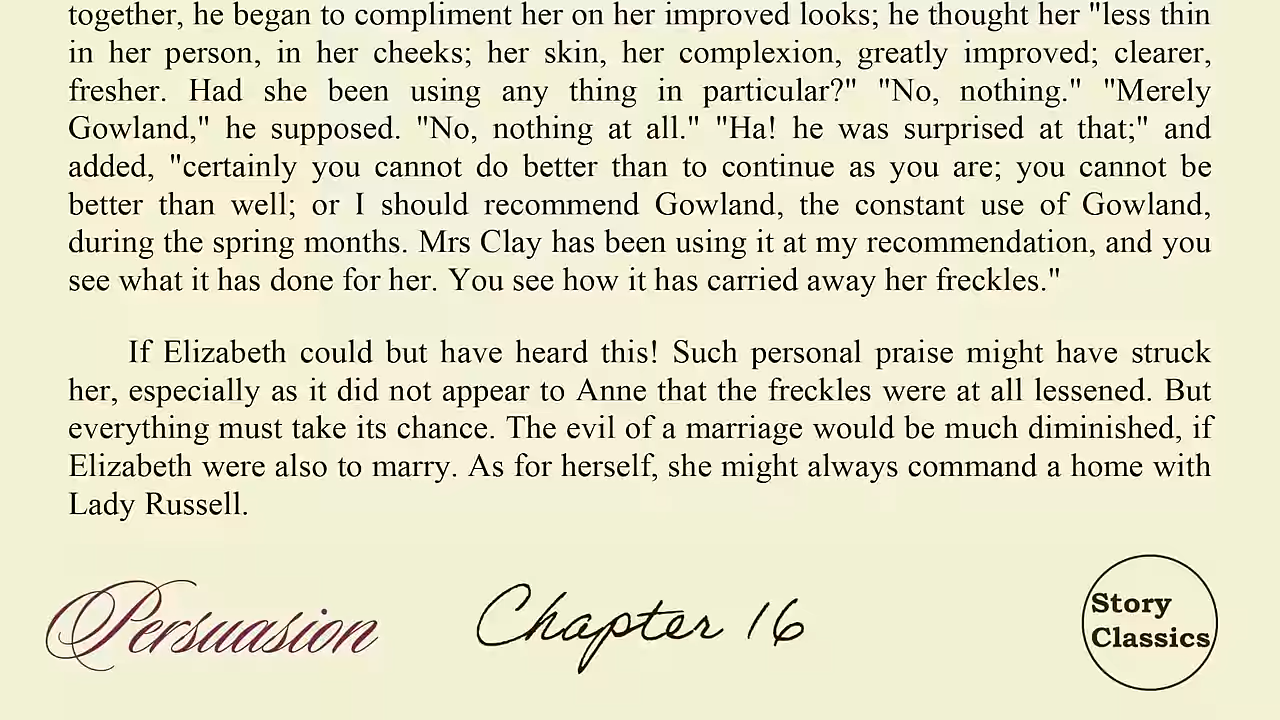 together, he began to compliment her on her improved looks; he thought her "less thin
in her person, in her cheeks; her skin, her complexion, greatly improved; clearer,
fresher. Had she been using any thing in particular?" "No, nothing." "Merely
Gowland," he supposed. "No, nothing at all." "Ha! he was surprised at that;" and
added, "certainly you cannot do better than to continue as you are; you cannot be
better than well; or I should recommend Gowland, the constant use of Gowland,
during the spring months. Mrs Clay has been using it at my recommendation, and you
see what it has done for her. You see how it has carried away her freckles."
If Elizabeth could but have heard this! Such personal praise might have struck
her, especially as it did not appear to Anne that the freckles were at all lessened. But
everything must take its chance. The evil of a marriage would be much diminished, if
Elizabeth were also to marry. As for herself, she might always command a home with
Lady Russell.
Persuasion
Chapter 16
Story
Classics